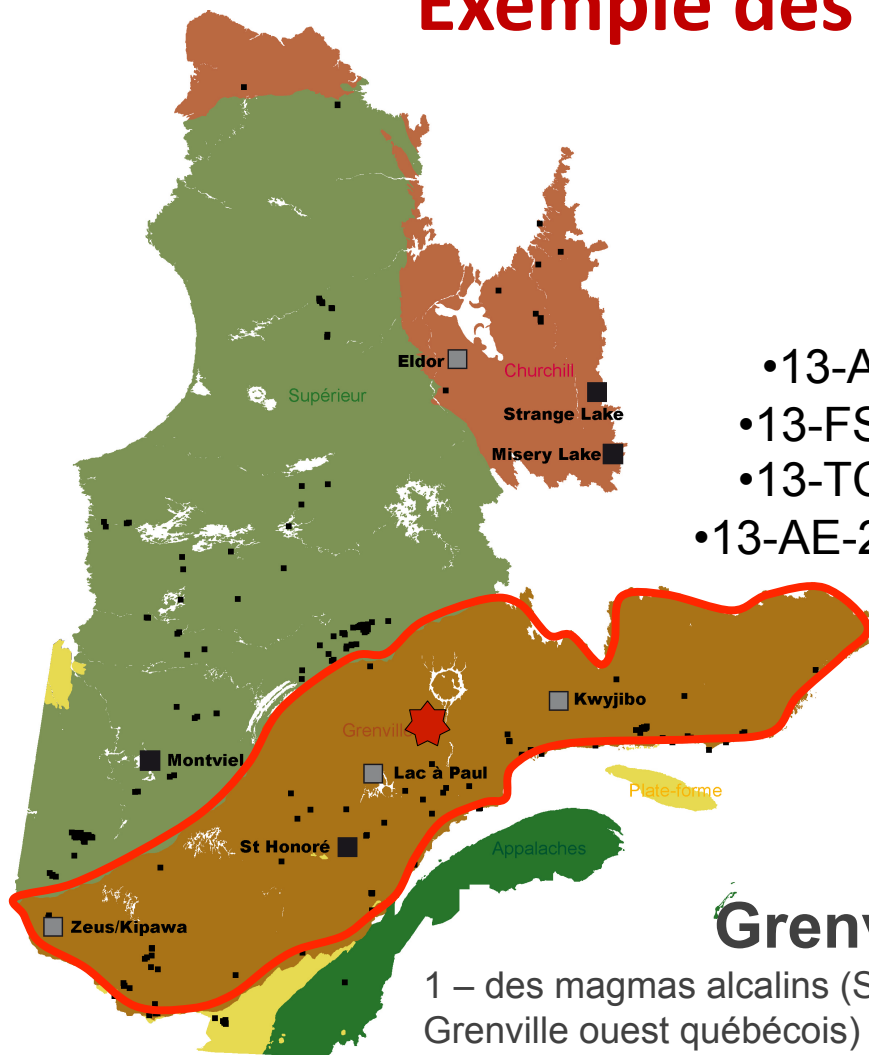 Exemple des
Eldor
Churchill
•13-A
Supérieur
Strange Lake
•13-FS
Misery Lake
•13-TC
•13-AE-2
Kwyjibo
Grenville
Montviel
Lac à Paul
Plate-forme
St Honoré
Appalaches
Zeus/Kipawa
Grenv
1 – des magmas alcalins (S
Grenville ouest québécois)